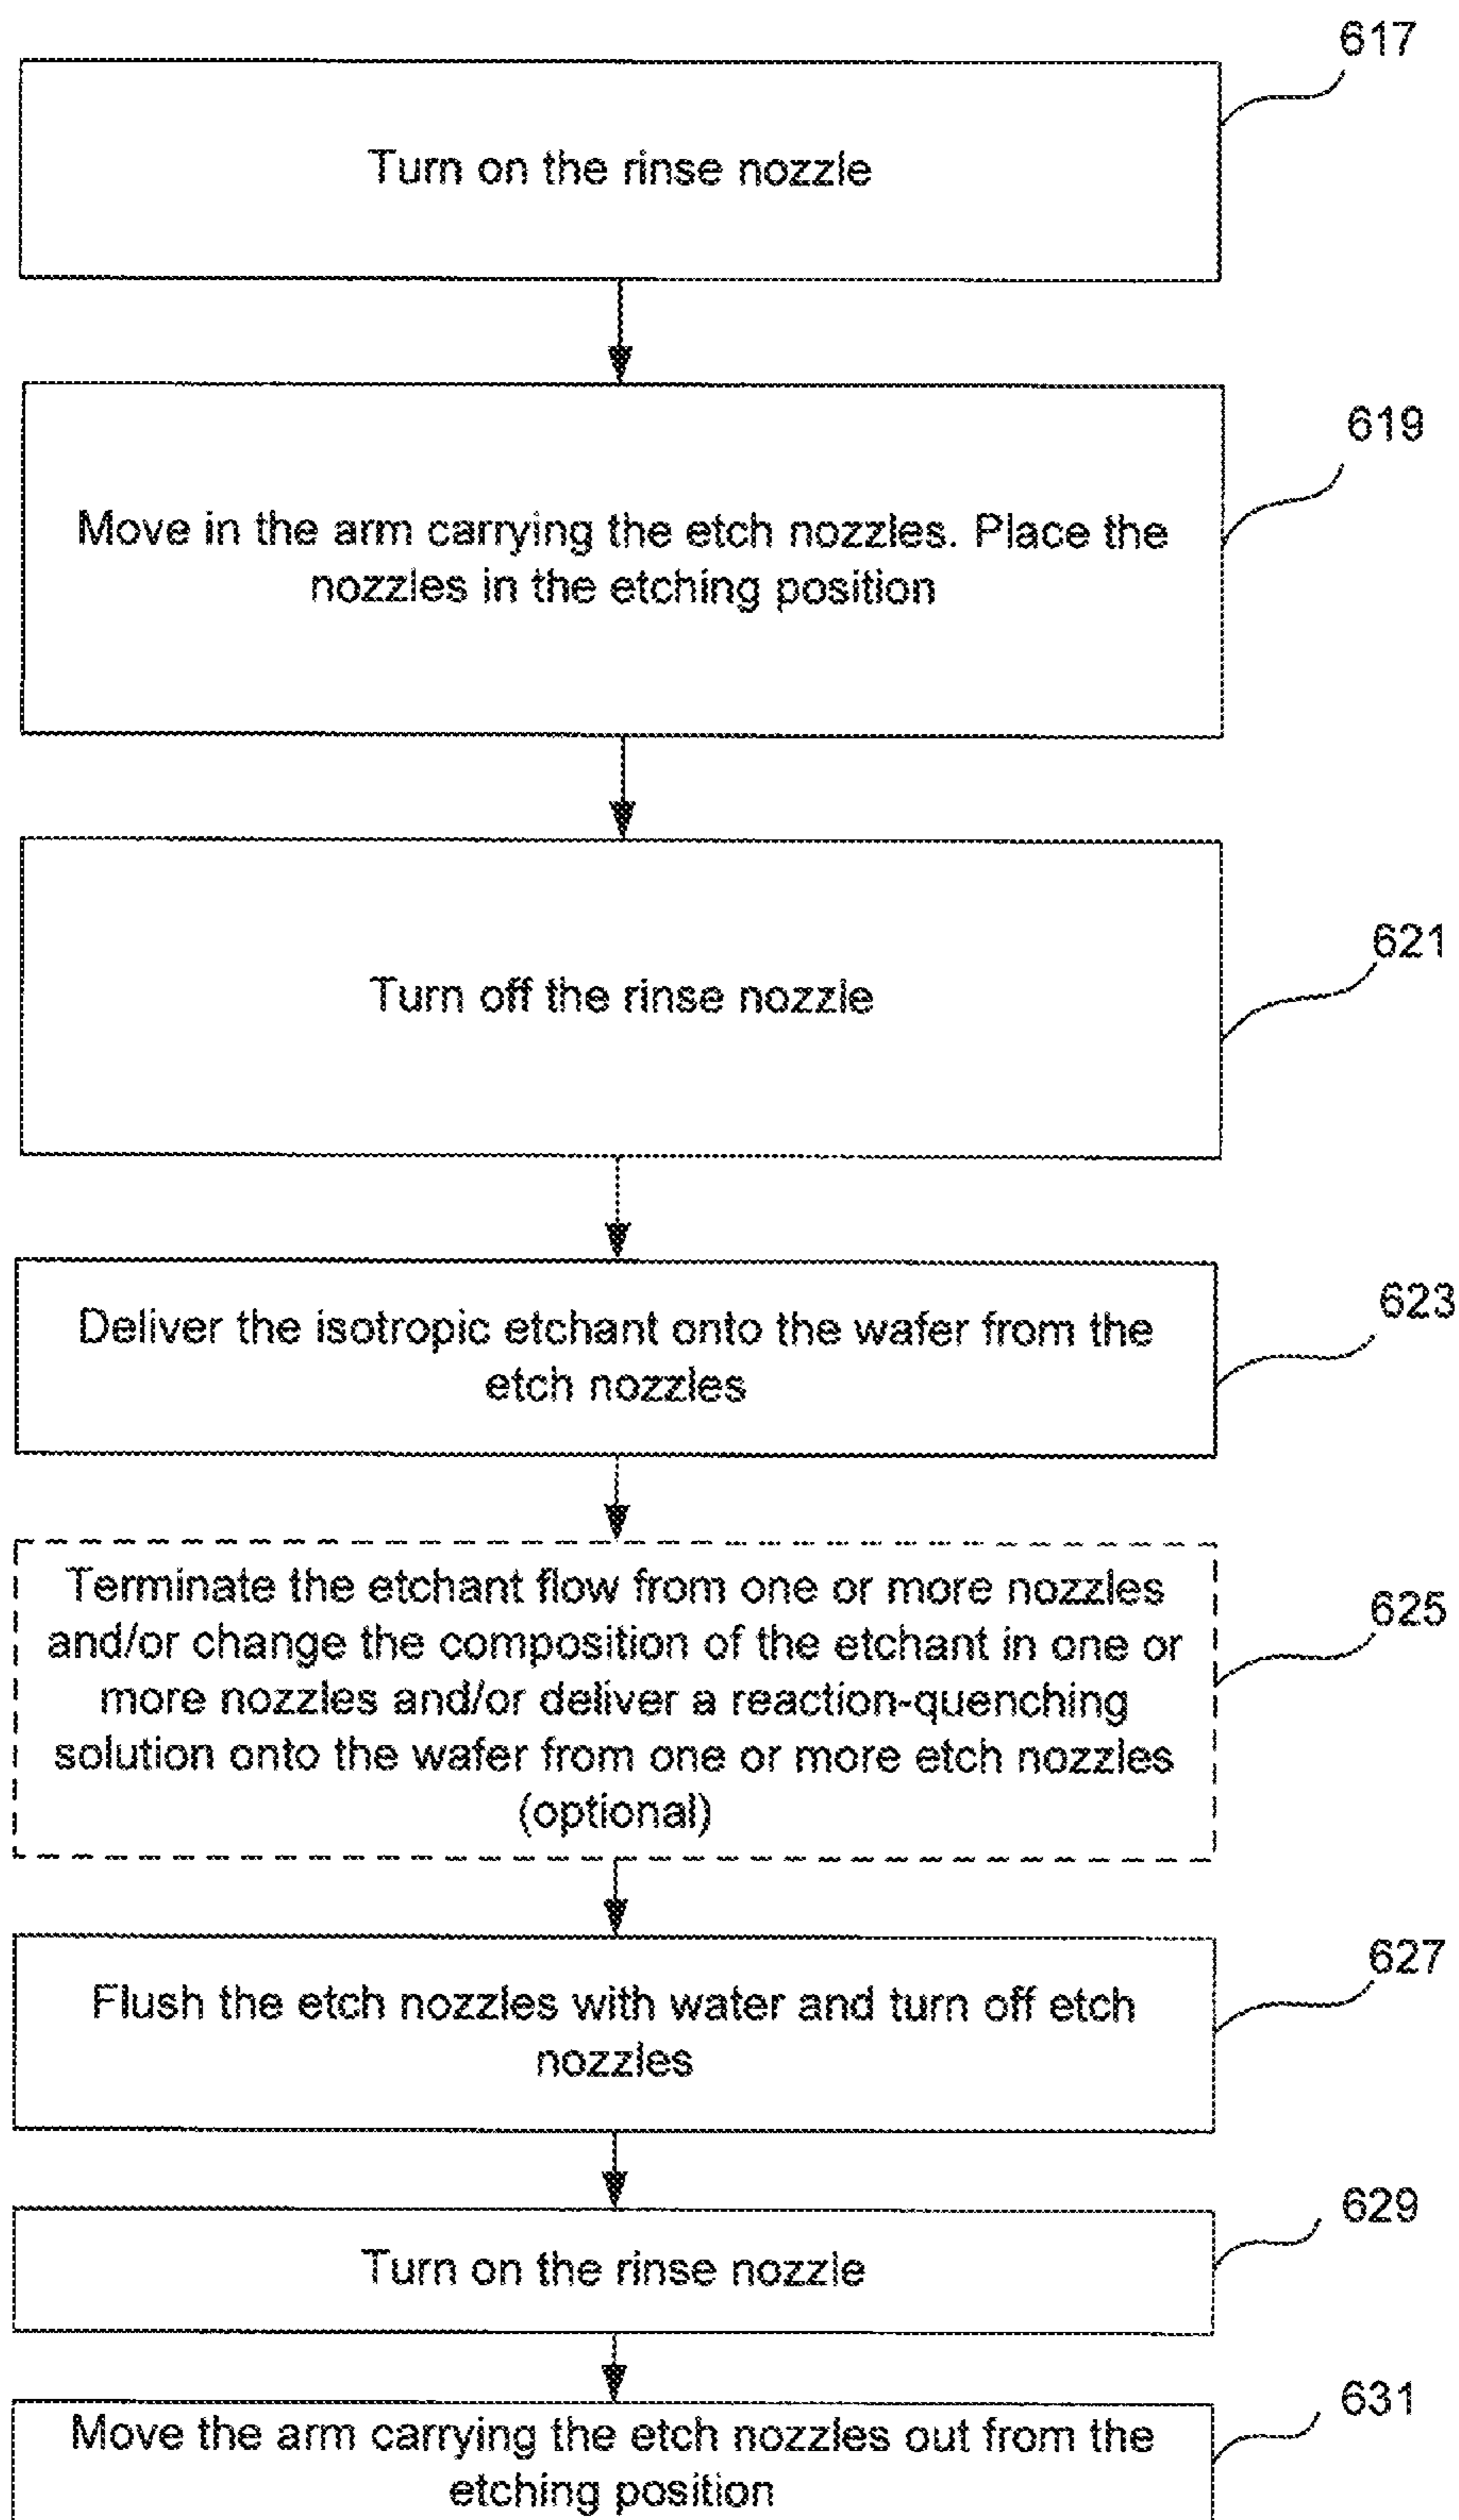 617
Turn on the rinse nozzle
619
Move in the arm carrying the etch nozzles. Place the
nozzles in the etching position
621
Turn off the rinse nozzle
623
Deliver the isotropic etchant onto the wafer from the
etch nozzles
625
Terminate the etchant flow from one or more nozzles
and/or change the composition of the etchant in one or
more nozzles and/or deliver a reaction-quenching
solution onto the wafer from one or more etch nozzles
(optional)
627
Flush the etch nozzles with water and turn off etch
nozzles
629
Turn on the rinse nozzle
631
Move the arm carrying the etch nozzles out from the
etching position